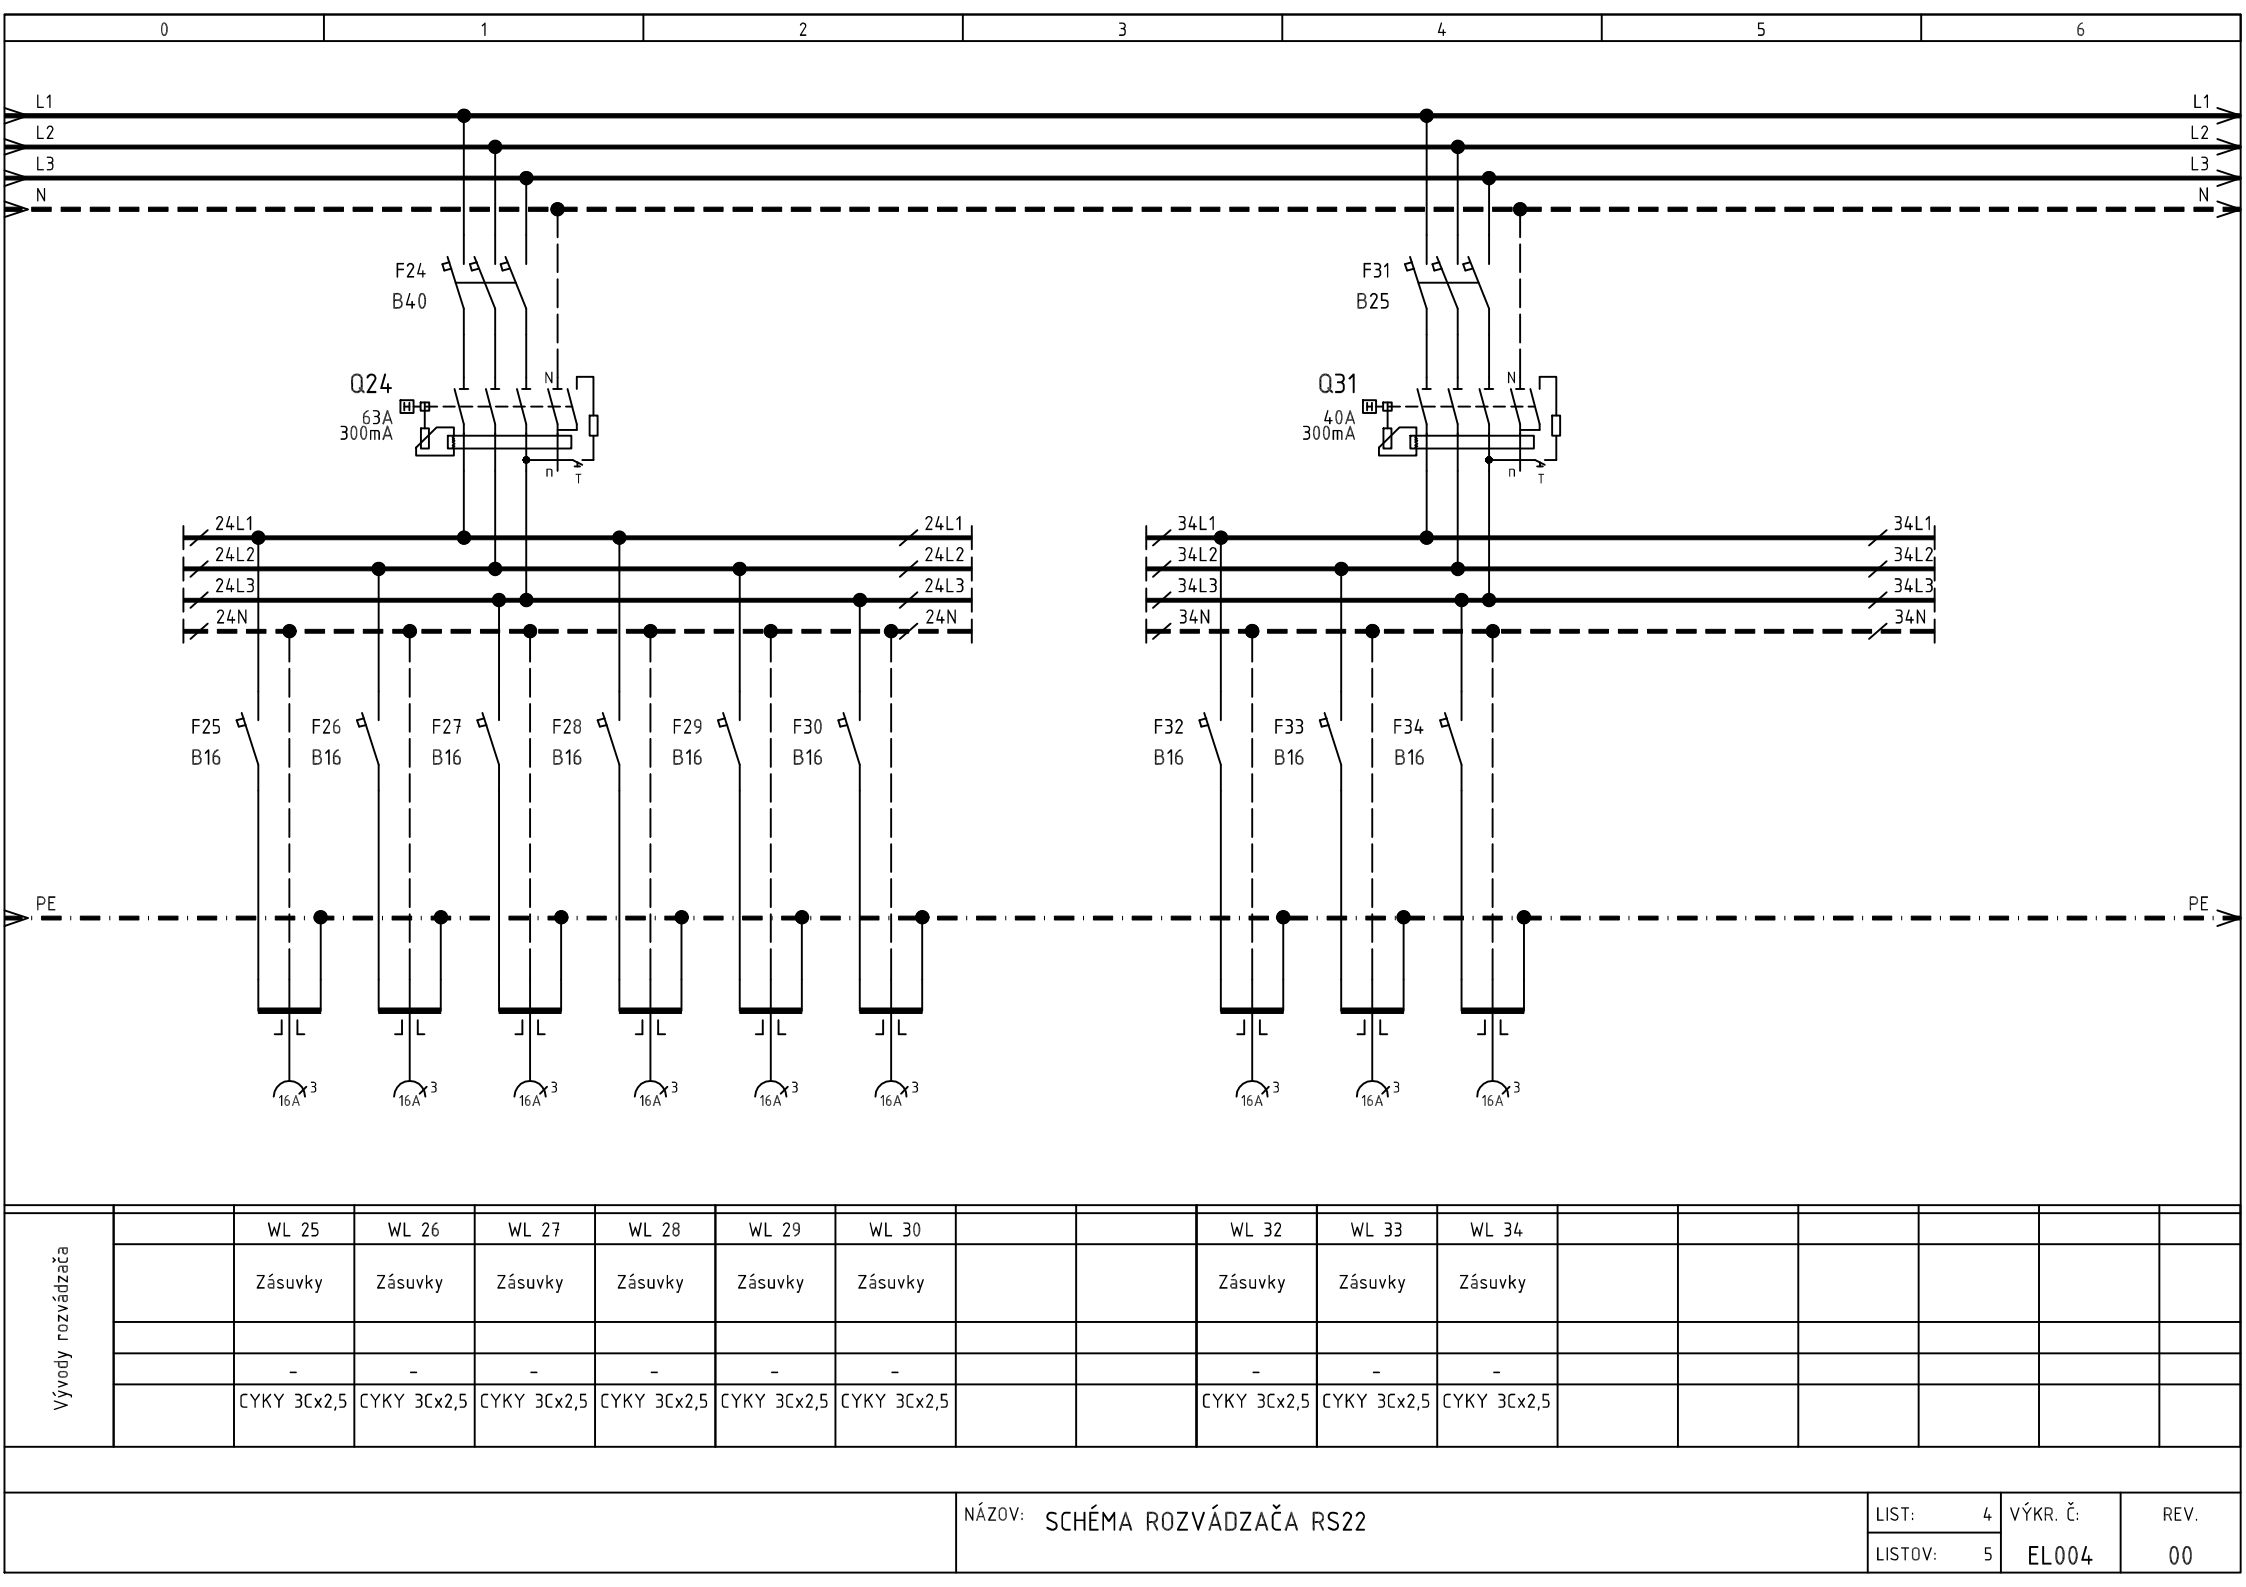 0 1 2 3 4 5 6
L1 L1
L2 L2
L3 L3
N N
F24 F31
B40 B25
Q24 N Q31 N
63A 40A
300mA 300mA
n T n T
24L1 24L1 34L1 34L1
24L2 24L2 34L2 34L2
24L3 24L3 34L3 34L3
24N 24N 34N 34N
F25 F26 F27 F28 F29 F30 F32 F33 F34
B16 B16 B16 B16 B16 B16 B16 B16 B16
PE PE
3 3 3 3 3 3 3 3 3
16A 16A 16A 16A 16A 16A 16A 16A 16A
Vývody rozvádzača
WL 25 WL 26 WL 27 WL 28 WL 29 WL 30 WL 32 WL 33 WL 34
Zásuvky Zásuvky Zásuvky Zásuvky Zásuvky Zásuvky Zásuvky Zásuvky Zásuvky
- - - - - - - - -
CYKY 3Cx2,5 CYKY 3Cx2,5 CYKY 3Cx2,5 CYKY 3Cx2,5 CYKY 3Cx2,5 CYKY 3Cx2,5 CYKY 3Cx2,5 CYKY 3Cx2,5 CYKY 3Cx2,5
NÁZOV: SCHÉMA ROZVÁDZAČA RS22
LIST: 4 VÝKR. Č: REV.
LISTOV: 5 EL004 00